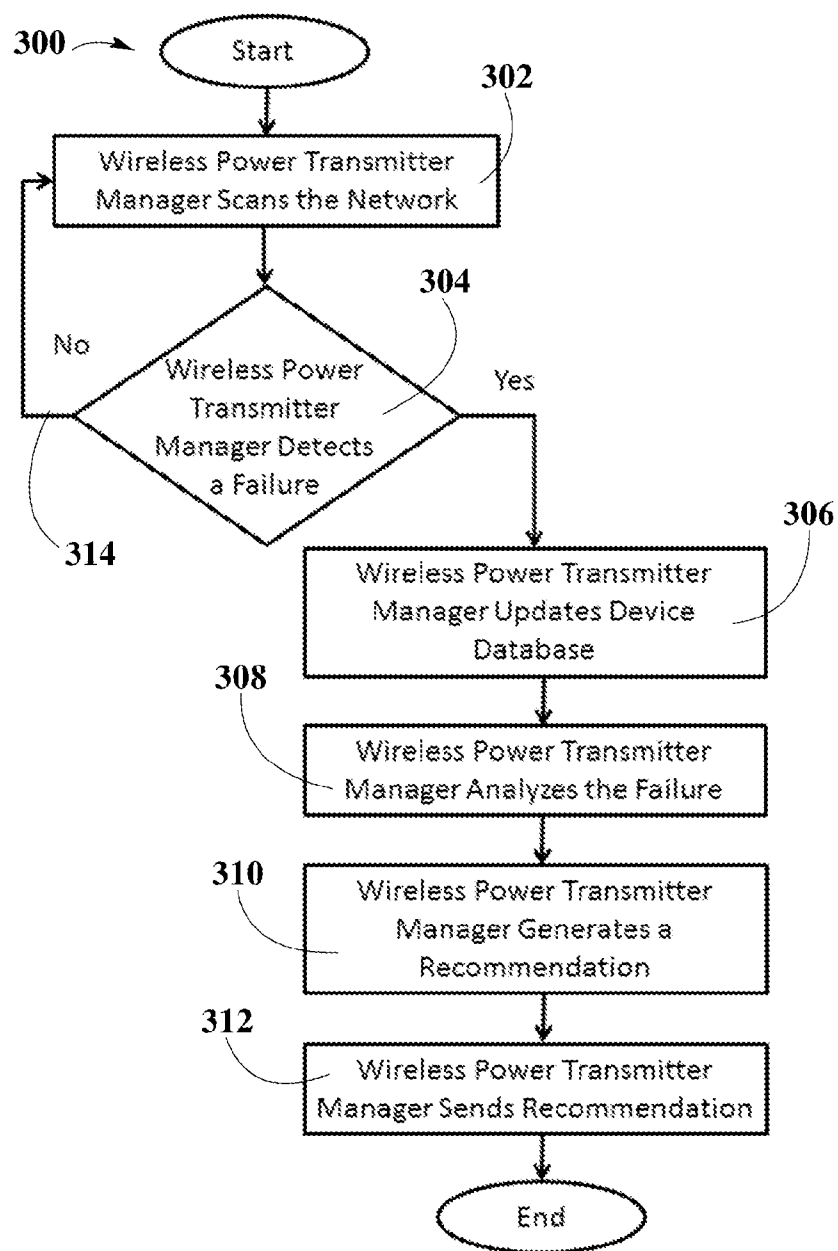 300
Start
302
Wireless Power Transmitter
Manager Scans the Network
304
No
Wireless Power
Transmitter
Manager Detects
a Failure
Yes
314
306
Wireless Power Transmitter
Manager Updates Device
Database
308
Wireless Power Transmitter
Manager Analyzes the Failure
310
Wireless Power Transmitter
Manager Generates a
Recommendation
312
Wireless Power Transmitter
Manager Sends Recommendation
End